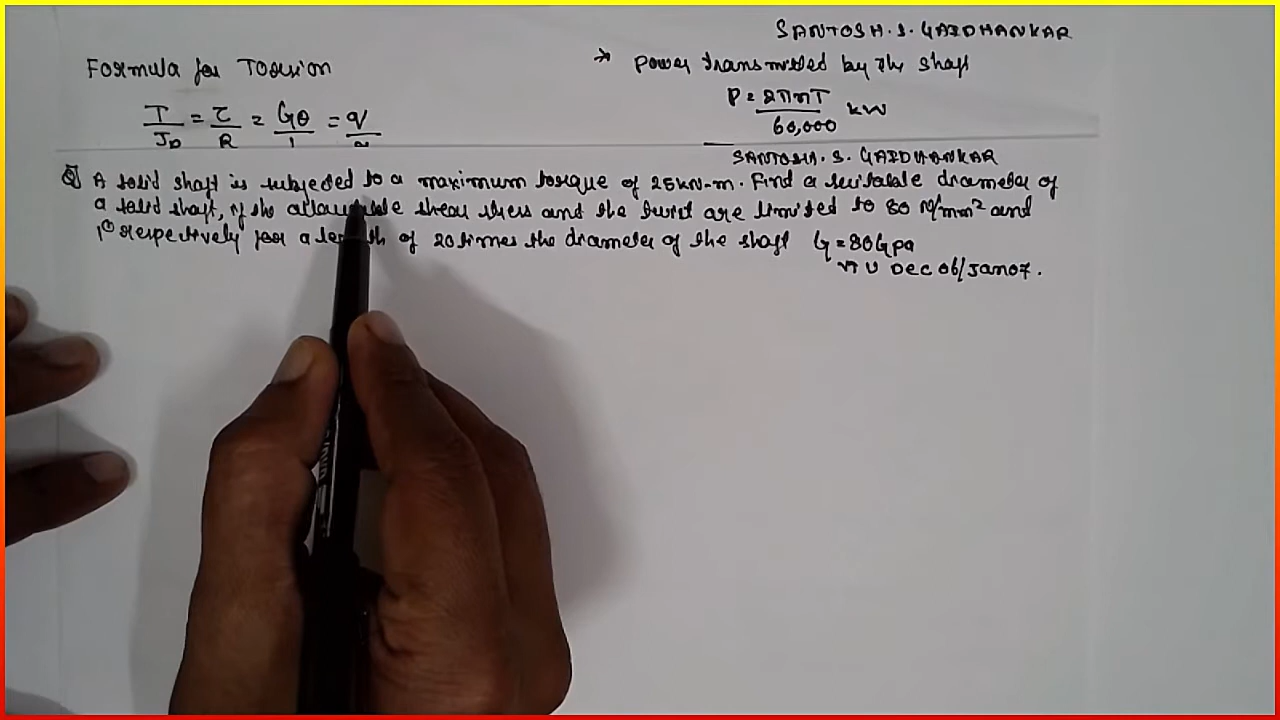 SANTOSH. S. GAIDHANKAR
Formula for Torsion
* Power transmitted by the shaft
T/JP = τ/R = Gθ/l = q/r
P = 2πnT/60,000 kW
SANTOSH. S. GAIDHANKAR
Q A solid shaft is subjected to a maximum torque of 25kN-m. Find a suitable diameter of
a solid shaft, if the allowable shear stress and the twist are limited to 80 N/mm² and
1° respectively for a length of 20 times the diameter of the shaft G = 80Gpa
VTU Dec 06/Jan07.